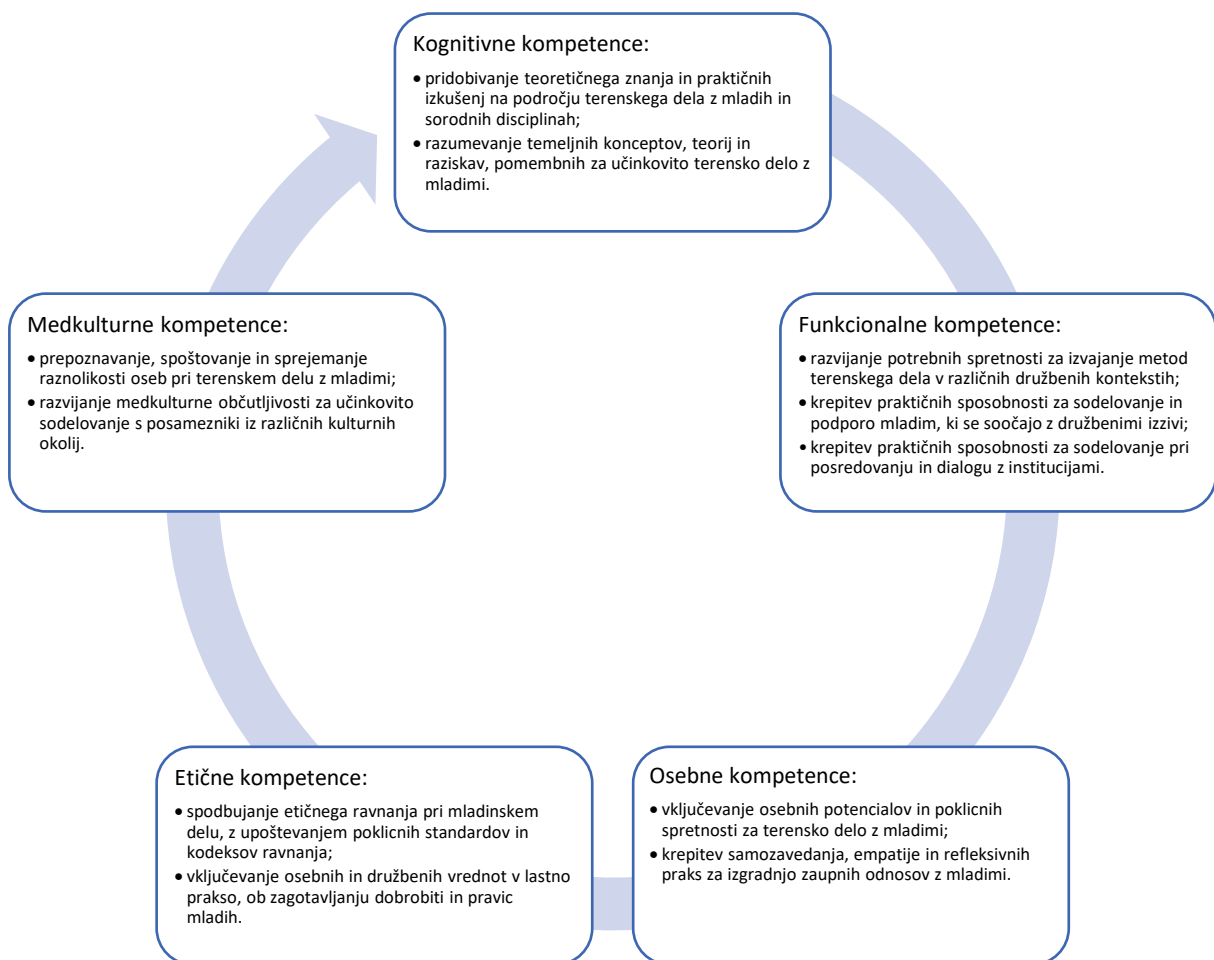 Kognitivne kompetence:
• pridobivanje teoretičnega znanja in praktičnih
izkušenj na področju terenskega dela z mladih in
sorodnih disciplinah;
• razumevanje temeljnih konceptov, teorij in
raziskav, pomembnih za učinkovito terensko delo z
mladimi.
Funkcionalne kompetence:
• razvijanje potrebnih spretnosti za izvajanje metod
terenskega dela v različnih družbenih kontekstih;
• krepitev praktičnih sposobnosti za sodelovanje in
podporo mladim, ki se soočajo z družbenimi izzivi;
• krepitev praktičnih sposobnosti za sodelovanje pri
posredovanju in dialogu z institucijami.
Osebne kompetence:
• vključevanje osebnih potencialov in poklicnih
spretnosti za terensko delo z mladimi;
• krepitev samozavedanja, empatije in refleksivnih
praks za izgradnjo zaupnih odnosov z mladimi.
Etične kompetence:
• spodbujanje etičnega ravnanja pri mladinskem
delu, z upoštevanjem poklicnih standardov in
kodeksov ravnanja;
• vključevanje osebnih in družbenih vrednot v lastno
prakso, ob zagotavljanju dobrobiti in pravic
mladih.
Medkulturne kompetence:
• prepoznavanje, spoštovanje in sprejemanje
raznolikosti oseb pri terenskem delu z mladimi;
• razvijanje medkulturne občutljivosti za učinkovito
sodelovanje s posamezniki iz različnih kulturnih
okolij.